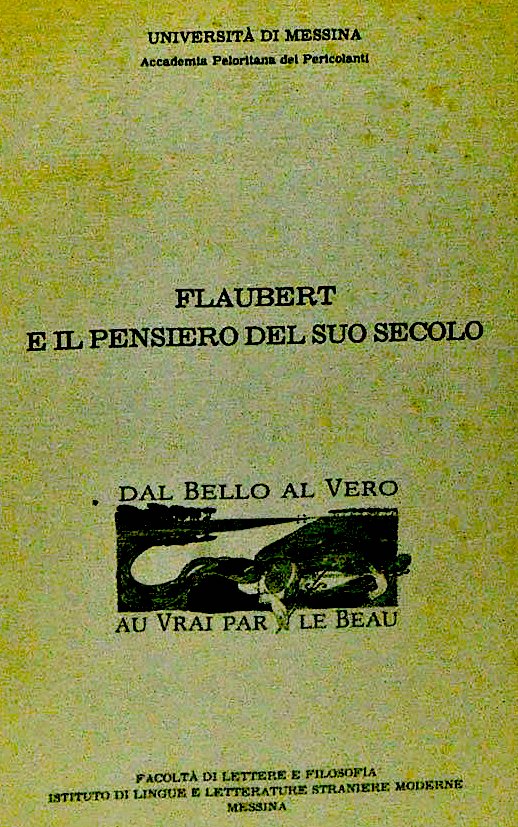 UNIVERSITÀ DI MESSINA
Accademia Peloritana dei Pericolanti
FLAUBERT
E IL PENSIERO DEL SUO SECOLO
DAL BELLO AL VERO
AU VRAI PAR LE BEAU
FACOLTÀ DI LETTERE E FILOSOFIA
ISTITUTO DI LINGUE E LETTERATURE STRANIERE MODERNE
MESSINA